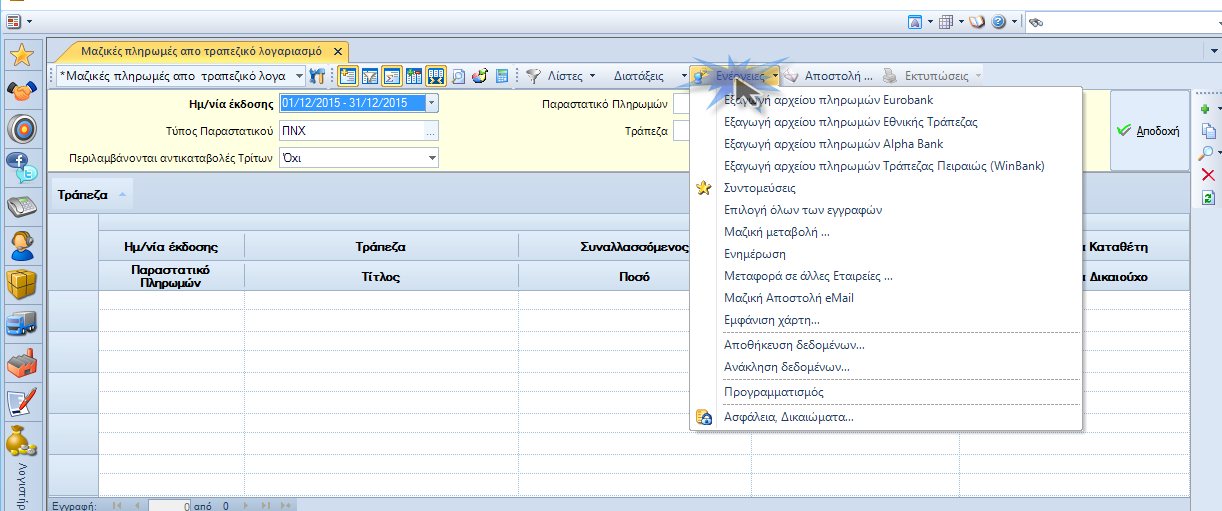 Μαζικές πληρωμές απο τραπεζικό λογαριασμό
*Μαζικές πληρωμές απο τραπεζικό λογα
Λίστες
Διατάξεις
Ενέργειες
Αποστολή ...
Εκτυπώσεις
Ημ/νία έκδοσης 01/12/2015 - 31/12/2015
Παραστατικό Πληρωμών
Τύπος Παραστατικού ΠΝΧ ...
Τράπεζα
Περιλαμβάνονται αντικαταβολές Τρίτων Όχι
Αποδοχή
Εξαγωγή αρχείου πληρωμών Eurobank
Εξαγωγή αρχείου πληρωμών Εθνικής Τράπεζας
Εξαγωγή αρχείου πληρωμών Alpha Bank
Εξαγωγή αρχείου πληρωμών Τράπεζας Πειραιώς (WinBank)
Συντομεύσεις
Επιλογή όλων των εγγραφών
Μαζική μεταβολή ...
Ενημέρωση
Μεταφορά σε άλλες Εταιρείες ...
Μαζική Αποστολή eMail
Εμφάνιση χάρτη...
Αποθήκευση δεδομένων...
Ανάκληση δεδομένων...
Προγραμματισμός
Ασφάλεια, Δικαιώματα...
Τράπεζα
Ημ/νία έκδοσης
Τράπεζα
Συναλλασσόμενος
Καταθέτη
Παραστατικό Πληρωμών
Τίτλος
Ποσό
Δικαιούχο
Λογιστήρ
Εγγραφή: 0 από 0